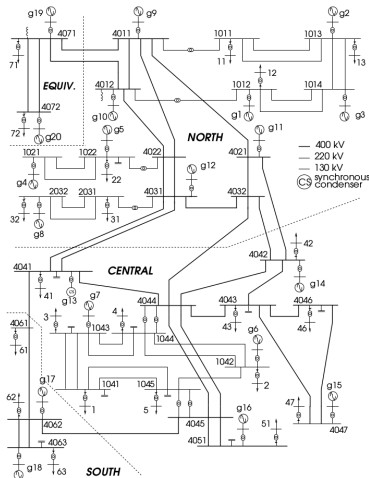 g19 g9 g2
4071 4011 1011 1013
71 11 13
EQUIV. 4012 1012 12 1014
4072
72 g20 g10 g1 g3
g5 NORTH g11
1021 1022 4022 4021
g4 22 g12
2032 2031 4031 4032
32 g8 31
400 kV
220 kV
130 kV
CS synchronous
condenser
42
4042
4041 CENTRAL g14
41 g13 g7 4044 4043 4046
CS
3 4 43 g6 46
4061 1043 1044
61 1042
g17 1041 1045 2 g15
62 1 5 g16 47
4062 4045 51 4047
4063 4051
g18 63
SOUTH